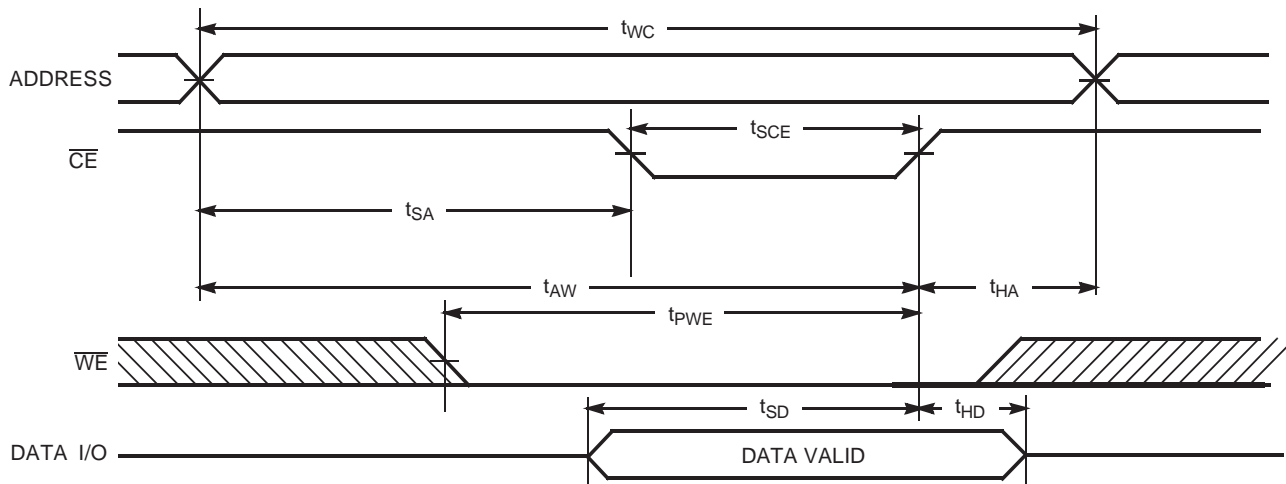 tWC
ADDRESS
tSCE
CE
tSA
tAW
tHA
tPWE
WE
tSD
tHD
DATA I/O
DATA VALID